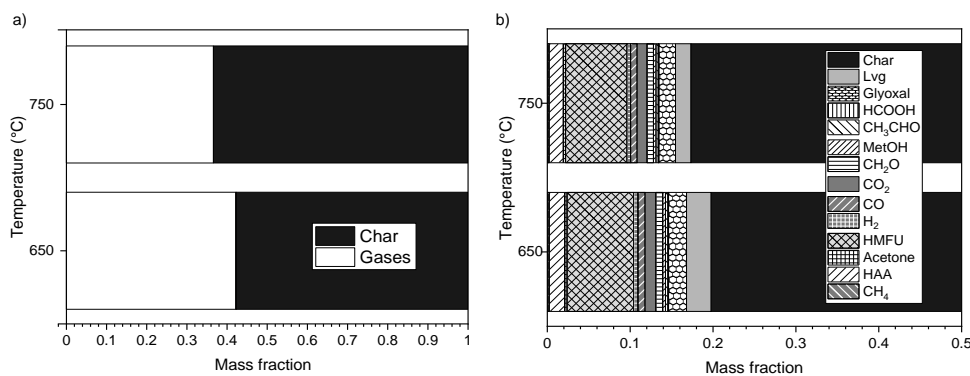 a)
Temperature (°C)
750
650
Char
Gases
0 0.1 0.2 0.3 0.4 0.5 0.6 0.7 0.8 0.9 1
Mass fraction
b)
Temperature (°C)
750
650
Char
Lvg
Glyoxal
HCOOH
CH3CHO
MetOH
CH2O
CO2
CO
H2
HMFU
Acetone
HAA
CH4
0 0.1 0.2 0.3 0.4 0.5
Mass fraction